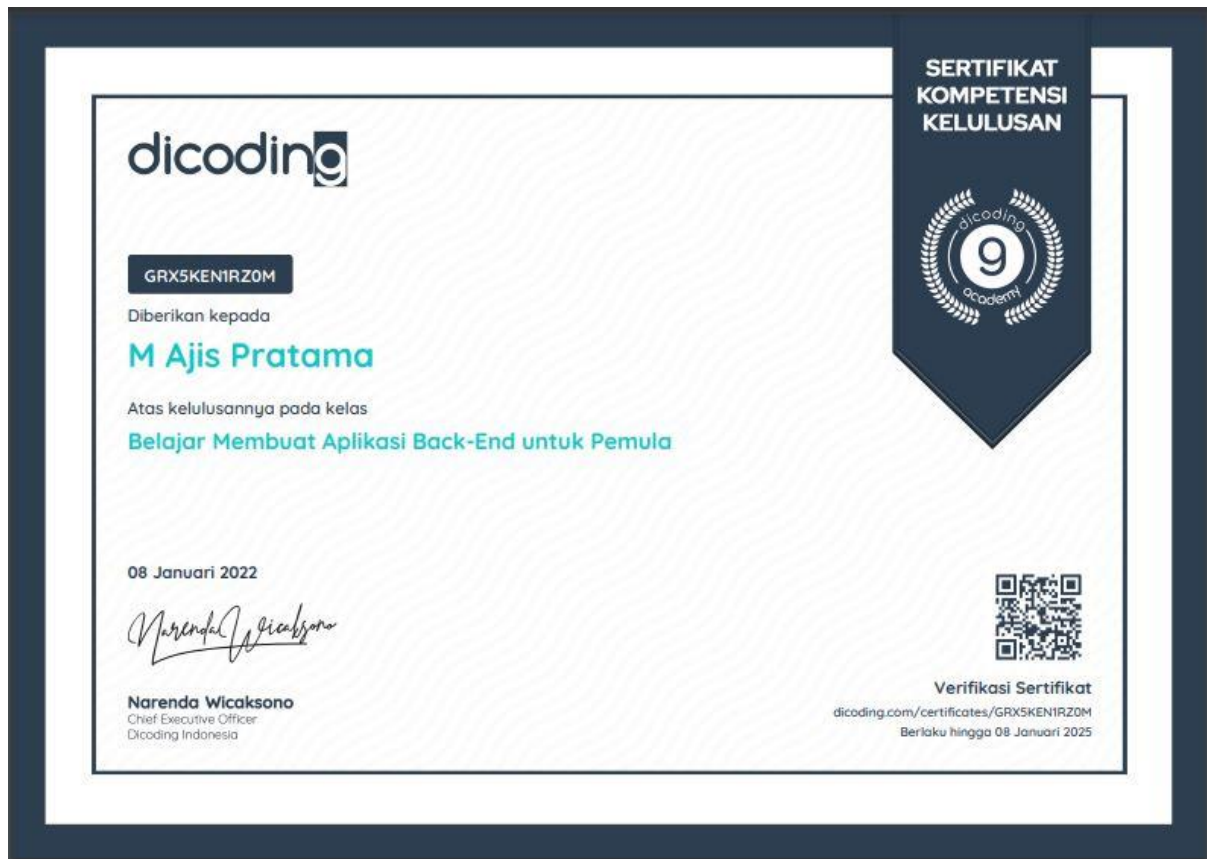 SERTIFIKAT
KOMPETENSI
KELULUSAN
dicoding
dicoding
9
academy
GRX5KEN1RZ0M
Diberikan kepada
M Ajis Pratama
Atas kelulusannya pada kelas
Belajar Membuat Aplikasi Back-End untuk Pemula
08 Januari 2022
Narenda Wicaksono
Narenda Wicaksono
Chief Executive Officer
Dicoding Indonesia
Verifikasi Sertifikat
dicoding.com/certificates/GRX5KEN1RZ0M
Berlaku hingga 08 Januari 2025